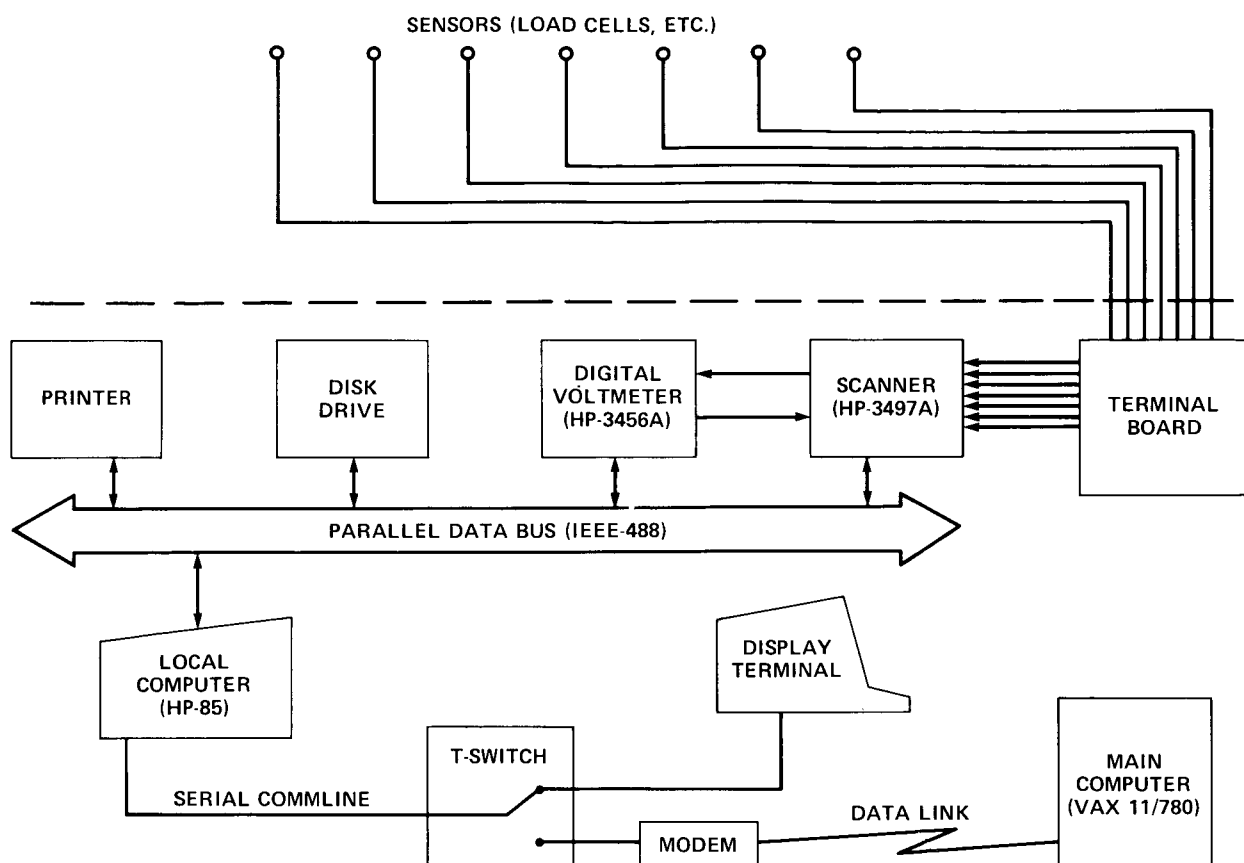 SENSORS (LOAD CELLS, ETC.)
PRINTER
DISK
DRIVE
DIGITAL
VOLTMETER
(HP-3456A)
SCANNER
(HP-3497A)
TERMINAL
BOARD
PARALLEL DATA BUS (IEEE-488)
LOCAL
COMPUTER
(HP-85)
DISPLAY
TERMINAL
T-SWITCH
SERIAL COMMLINE
MODEM
DATA LINK
MAIN
COMPUTER
(VAX 11/780)